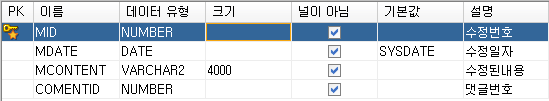 PK 이름 데이터 유형 크기 널이 아님 기본값 설명
MID NUMBER 수정번호
MDATE DATE SYSDATE 수정일자
MCONTENT VARCHAR2 4000 수정된내용
COMENTID NUMBER 댓글번호